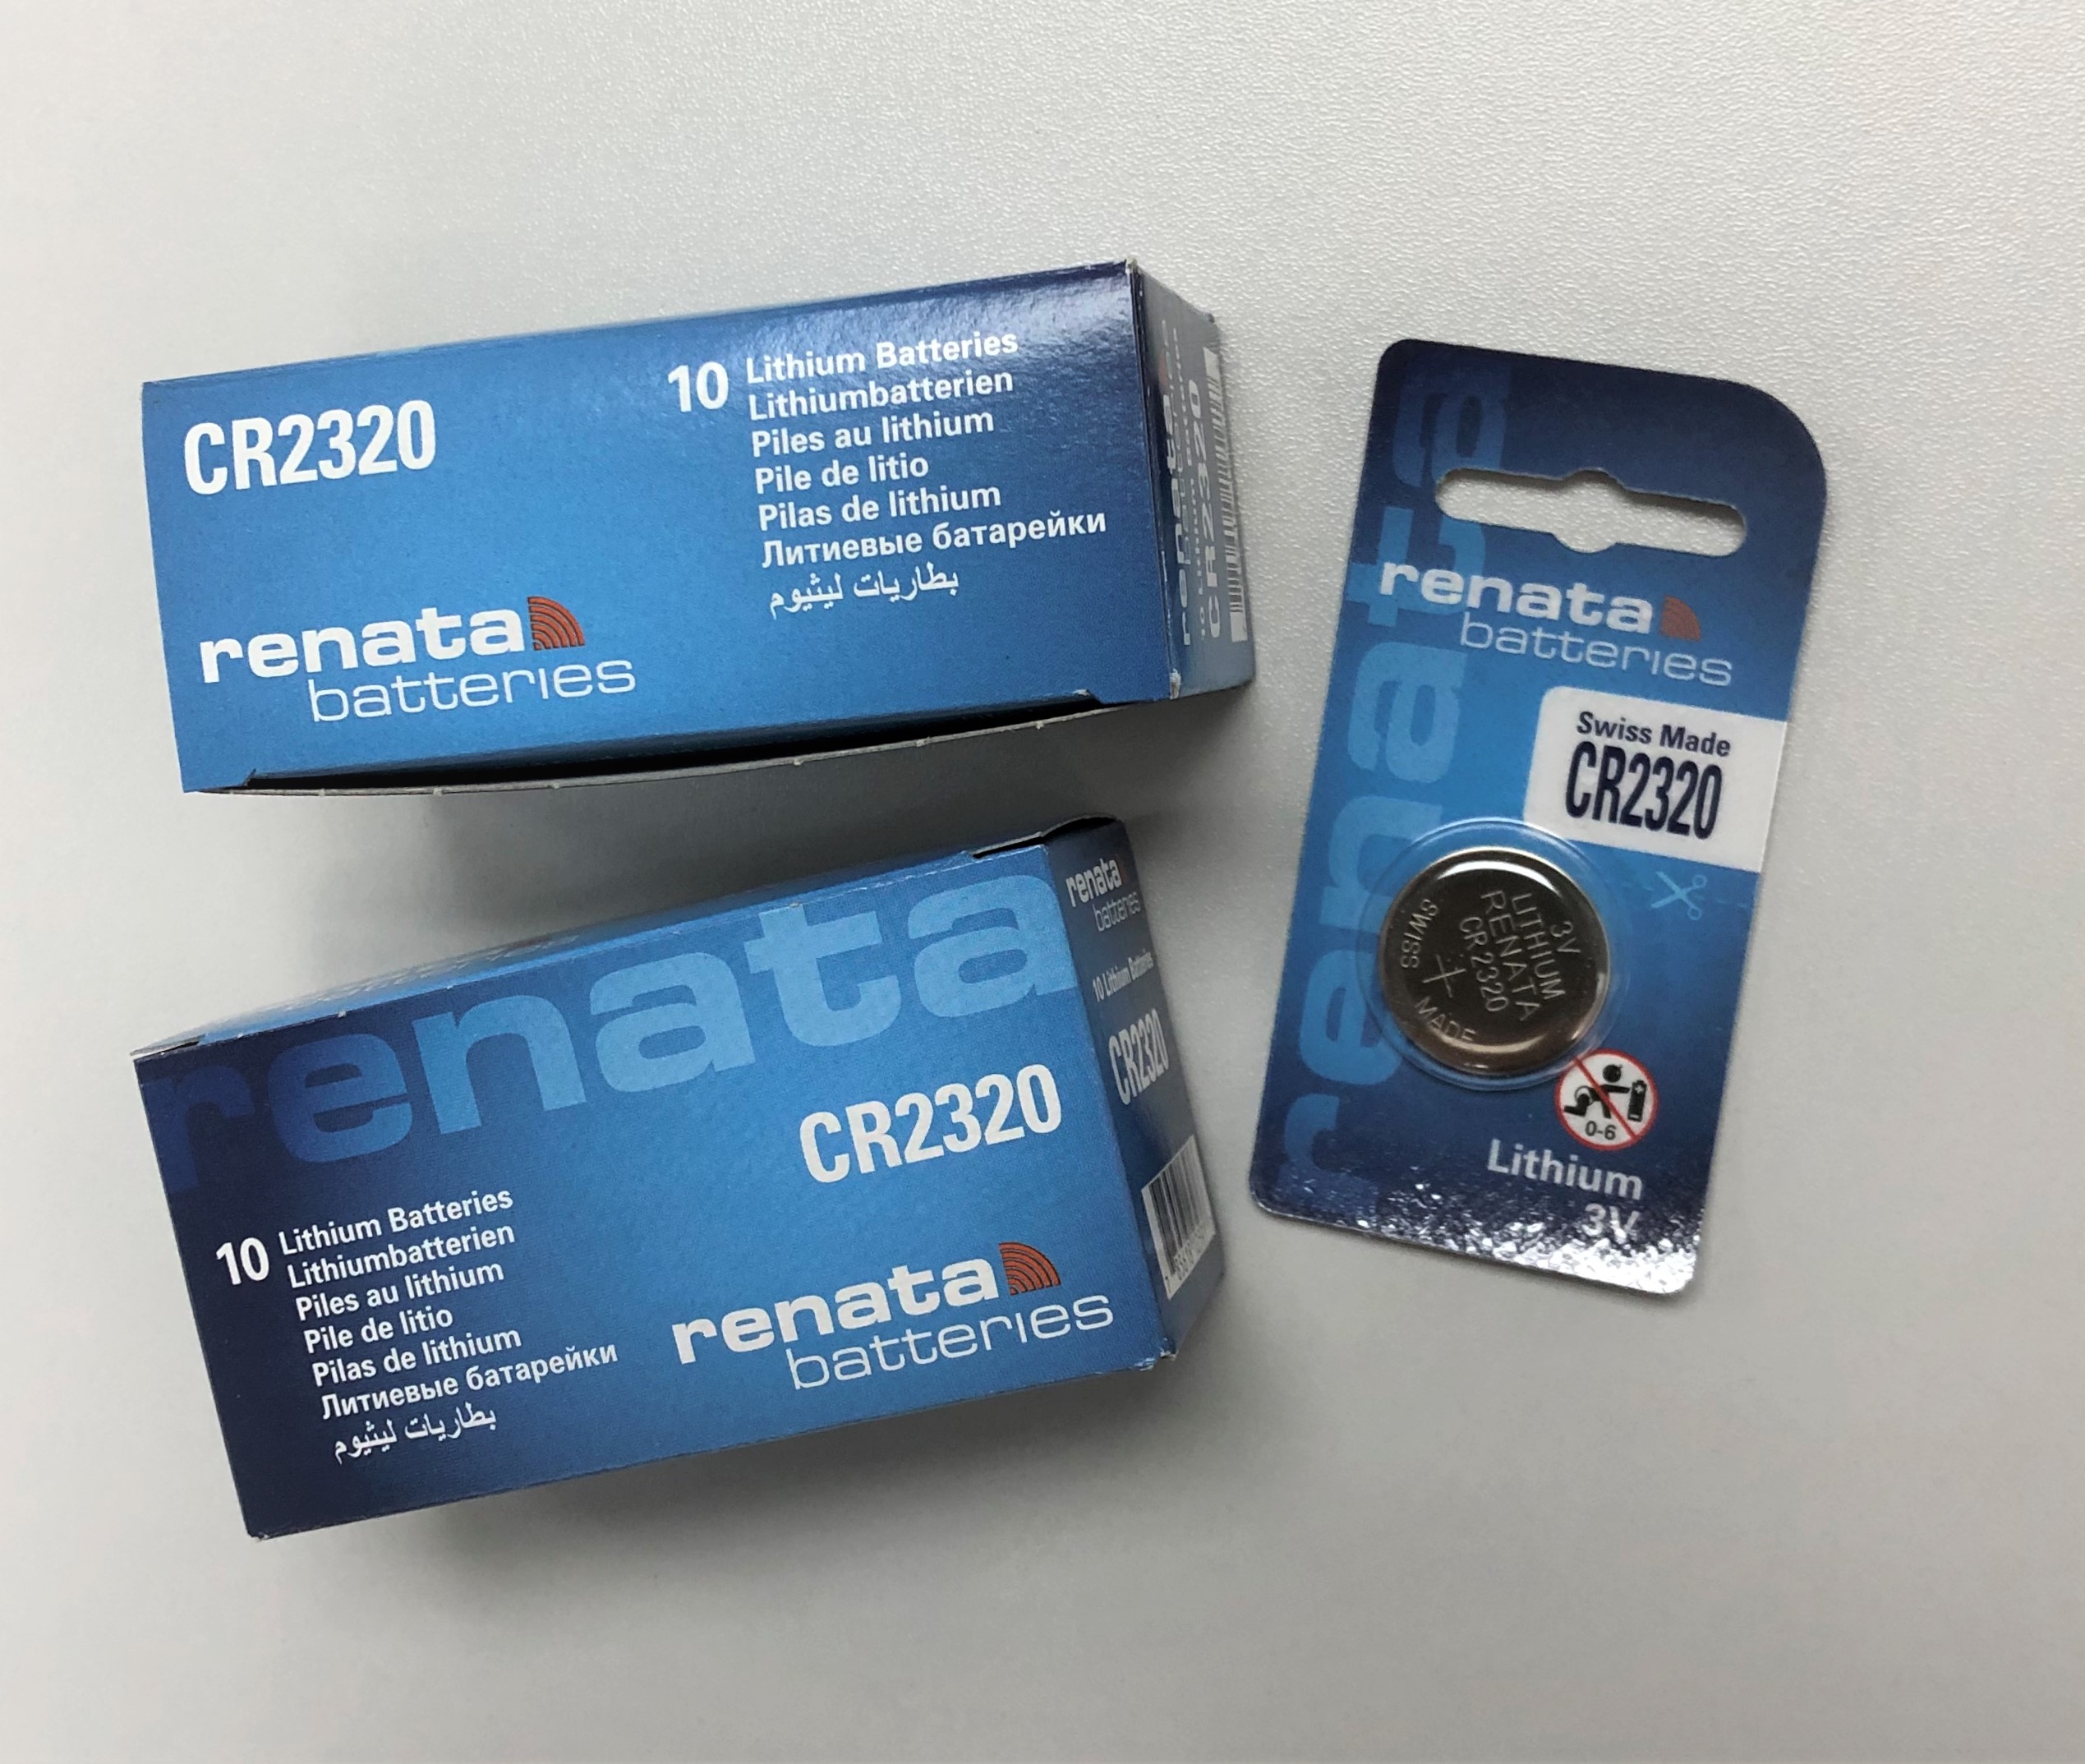 CR2320
10 Lithium Batteries
Lithiumbatterien
Piles au lithium
Pile de litio
Pilas de lithium
Литиевые батарейки
بطاريات ليثيوم
renata
batteries
renata
CR2320
renata
CR2320
10 Lithium Batteries
Lithiumbatterien
Piles au lithium
Pile de litio
Pilas de lithium
Литиевые батарейки
بطاريات ليثيوم
renata
batteries
renata
batteries
10 Lithium Batteries
CR2320
renata
renata
batteries
Swiss Made
CR2320
3V
LITHIUM
RENATA
CR2320
+
SWISS MADE
0-6
Lithium
3V